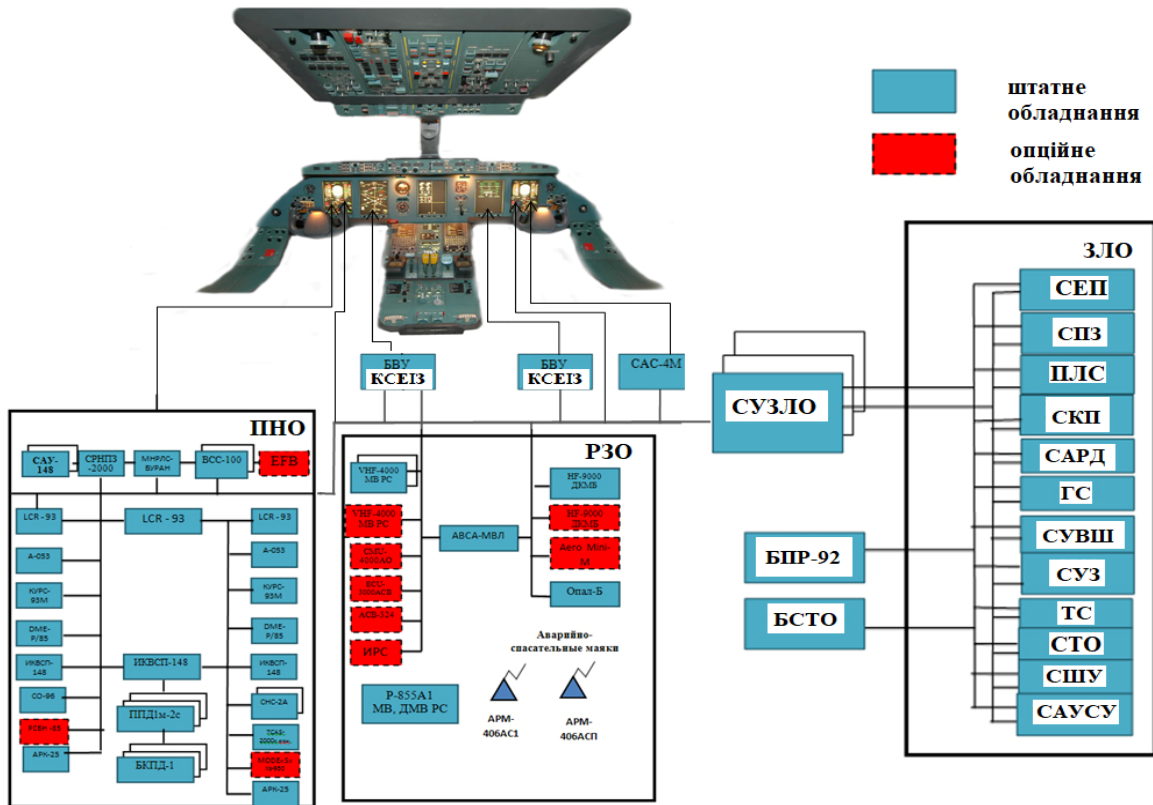 штатне
обладнання
опційне
обладнання
БВУ
КСЕІЗ
БВУ
КСЕІЗ
САС-4М
СУЗЛО
БПР-92
БСТО
ПНО
САУ-
148
СРНПЗ
-2000
МНРЛС-
БУРАН
ВСС-100
EFB
LCR - 93
LCR - 93
LCR - 93
А-053
А-053
КУРС-
93М
КУРС-
93М
DME-
P/85
DME-
P/85
ИКВСП-
148
ИКВСП-148
ИКВСП-
148
СО-96
ППД1м-2с
СНС-2А
БКПД-1
АРК-25
АРК-25
РЗО
VHF-4000
МВ РС
HF-9000
ДКМВ
VHF-4000
МВ РС
HF-9000
ДКМВ
АВСА-МВЛ
Aero Mini-
M
Опал-Б
ИРС
Аварийно-
спасательные маяки
Р-855А1
МВ, ДМВ РС
АРМ-
406АС1
АРМ-
406АСП
ЗЛО
СЕП
СПЗ
ПЛС
СКП
САРД
ГС
СУВШ
СУЗ
ТС
СТО
СШУ
САУСУ